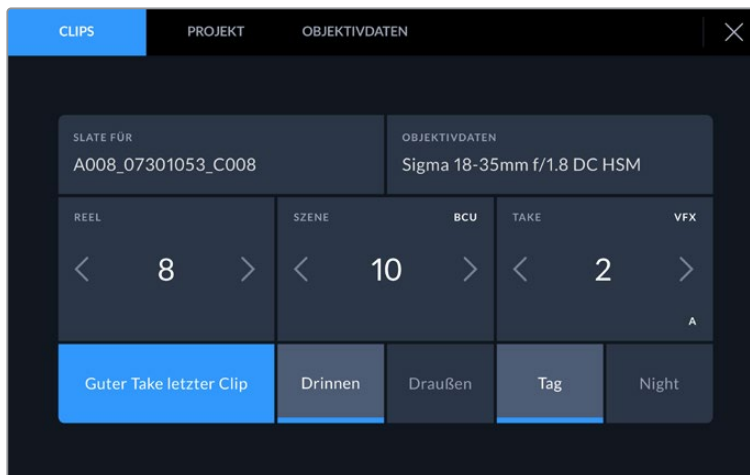 CLIPS PROJEKT OBJEKTIVDATEN
SLATE FÜR OBJEKTIVDATEN
A008_07301053_C008 Sigma 18-35mm f/1.8 DC HSM
REEL SZENE BCU TAKE VFX
8 10 2
A
Guter Take letzter Clip Drinnen Draußen Tag Night